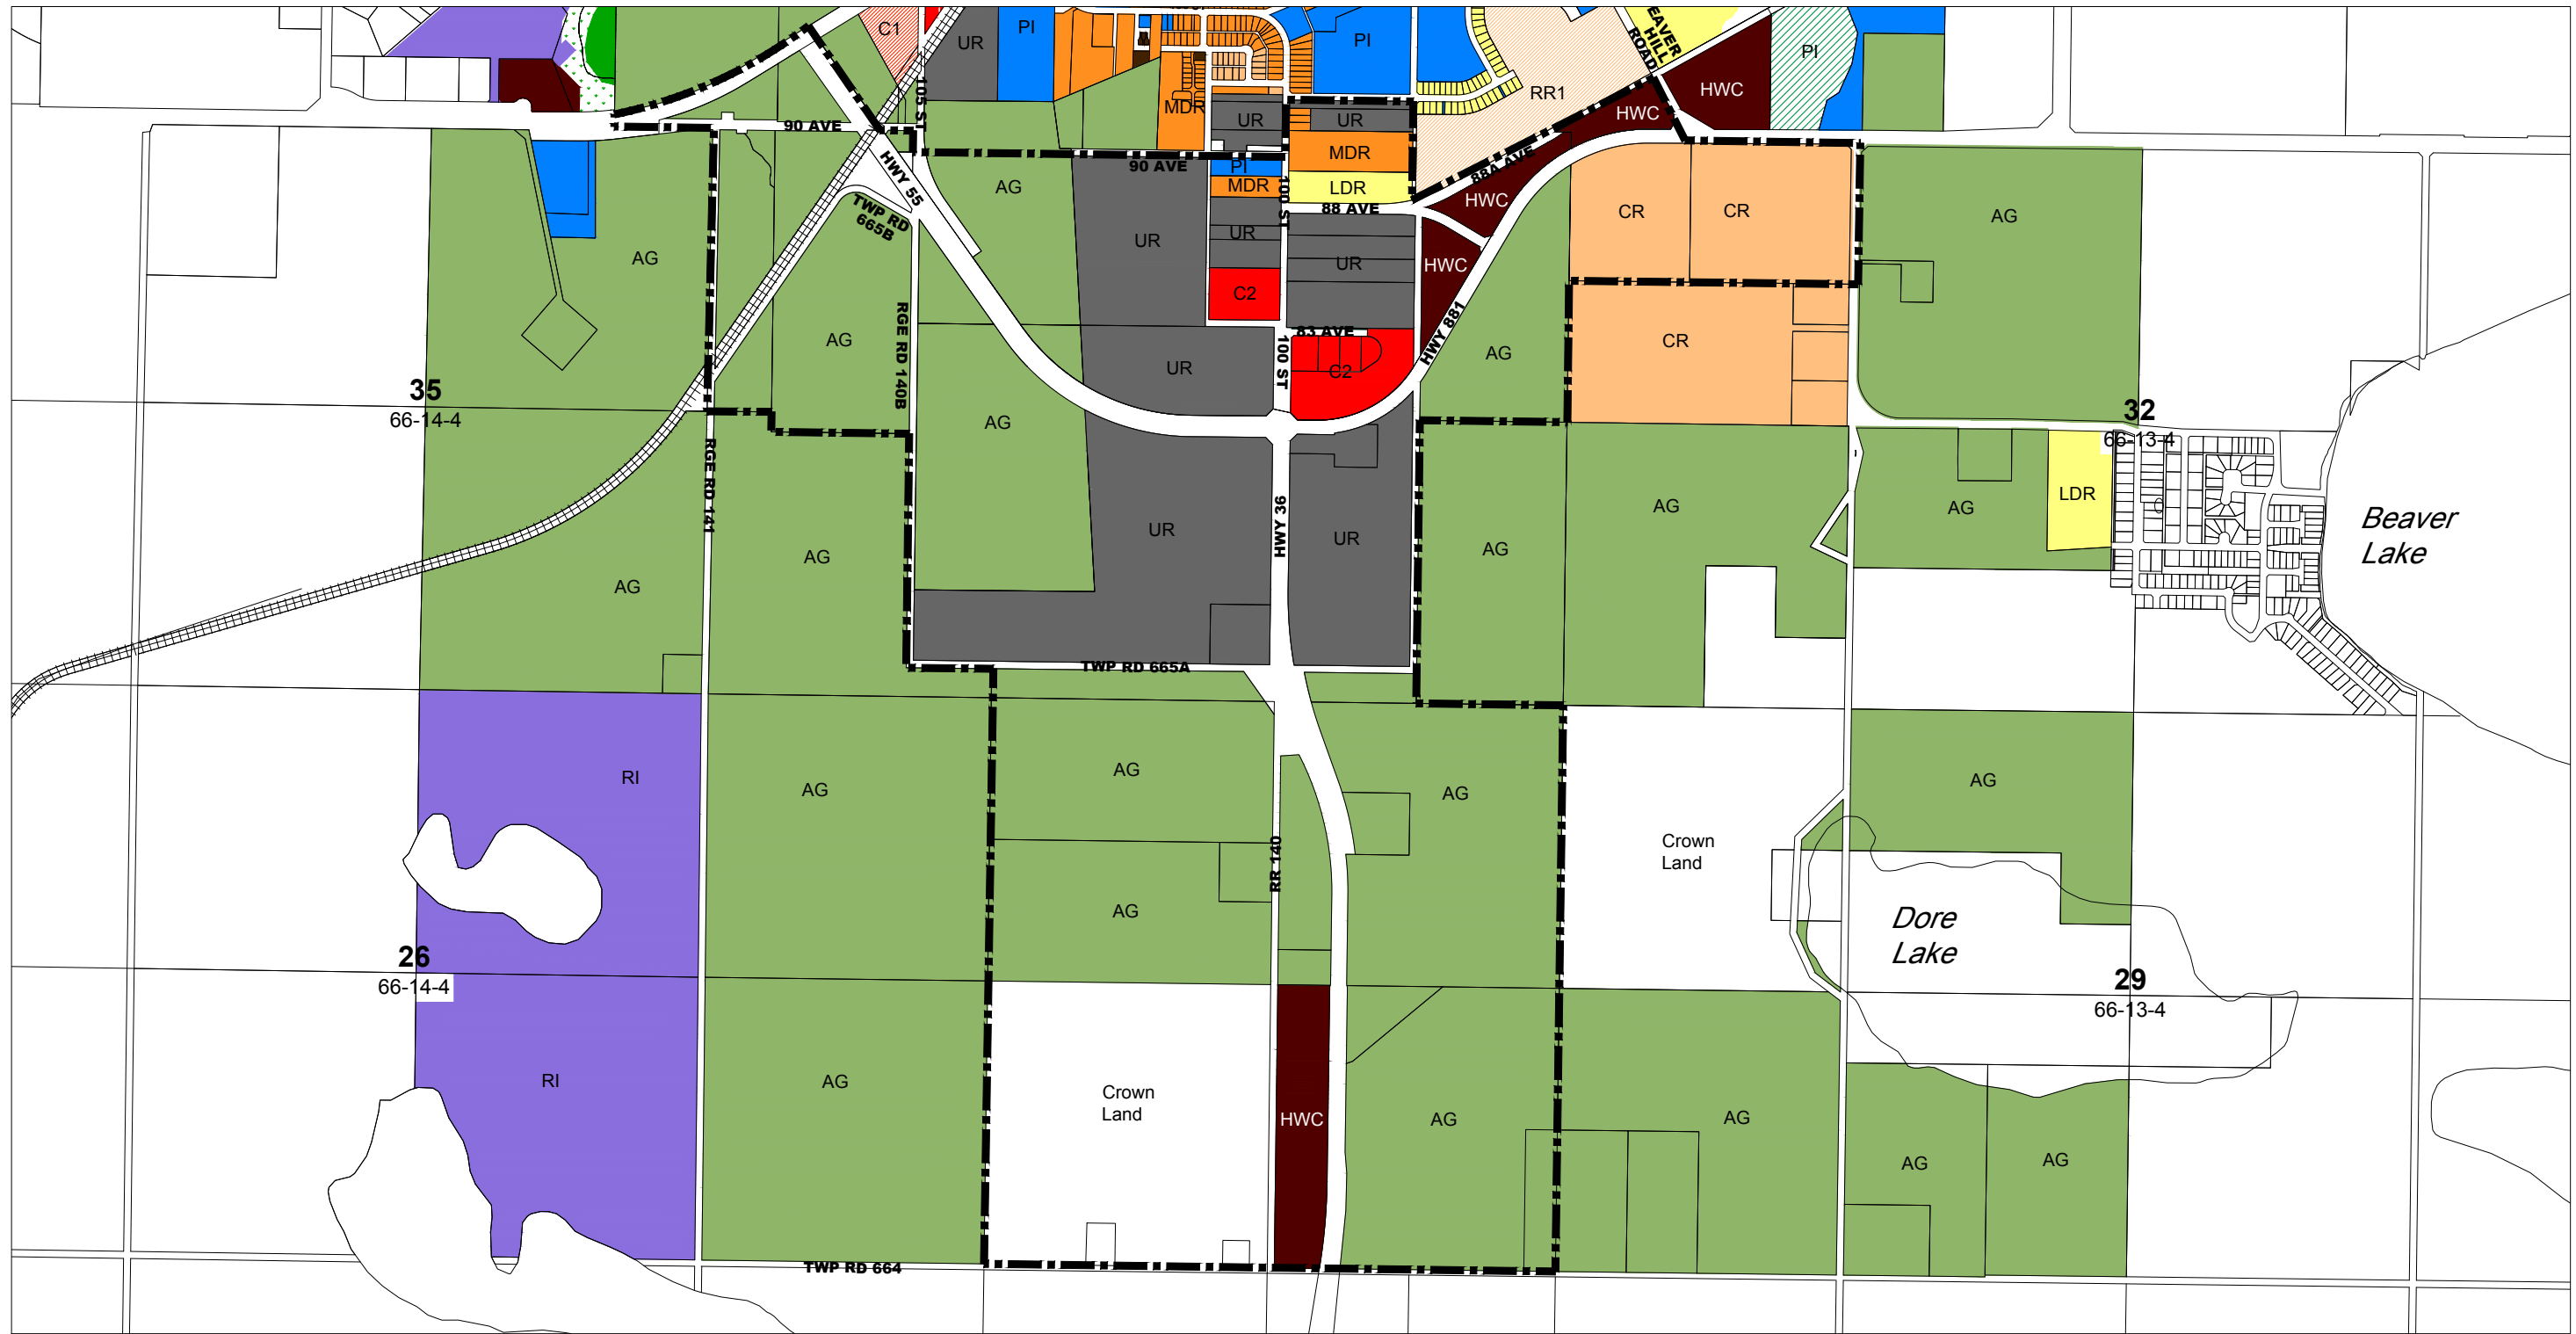 C1
UR
PI
PI
BEAVER
HILL
ROAD
PI
HWC
HWC
RR1
105 ST
MDR
UR
UR
90 AVE
MDR
90 AVE
PI
MDR
LDR
100 ST
88A AVE
HWY 55
AG
HWC
88 AVE
TWP RD
665B
CR
CR
AG
UR
UR
UR
HWC
AG
C2
RGE RD 140B
AG
83 AVE
HWY 881
AG
CR
UR
100 ST
C2
35
66-14-4
AG
32
66-13-4
RGE RD 141
HWY 36
AG
AG
LDR
Beaver
Lake
UR
UR
AG
AG
AG
TWP RD 665A
RI
AG
AG
AG
AG
Crown
Land
RR 140
AG
Dore
Lake
26
66-14-4
29
66-13-4
RI
AG
Crown
Land
HWC
AG
AG
AG
AG
TWP RD 664